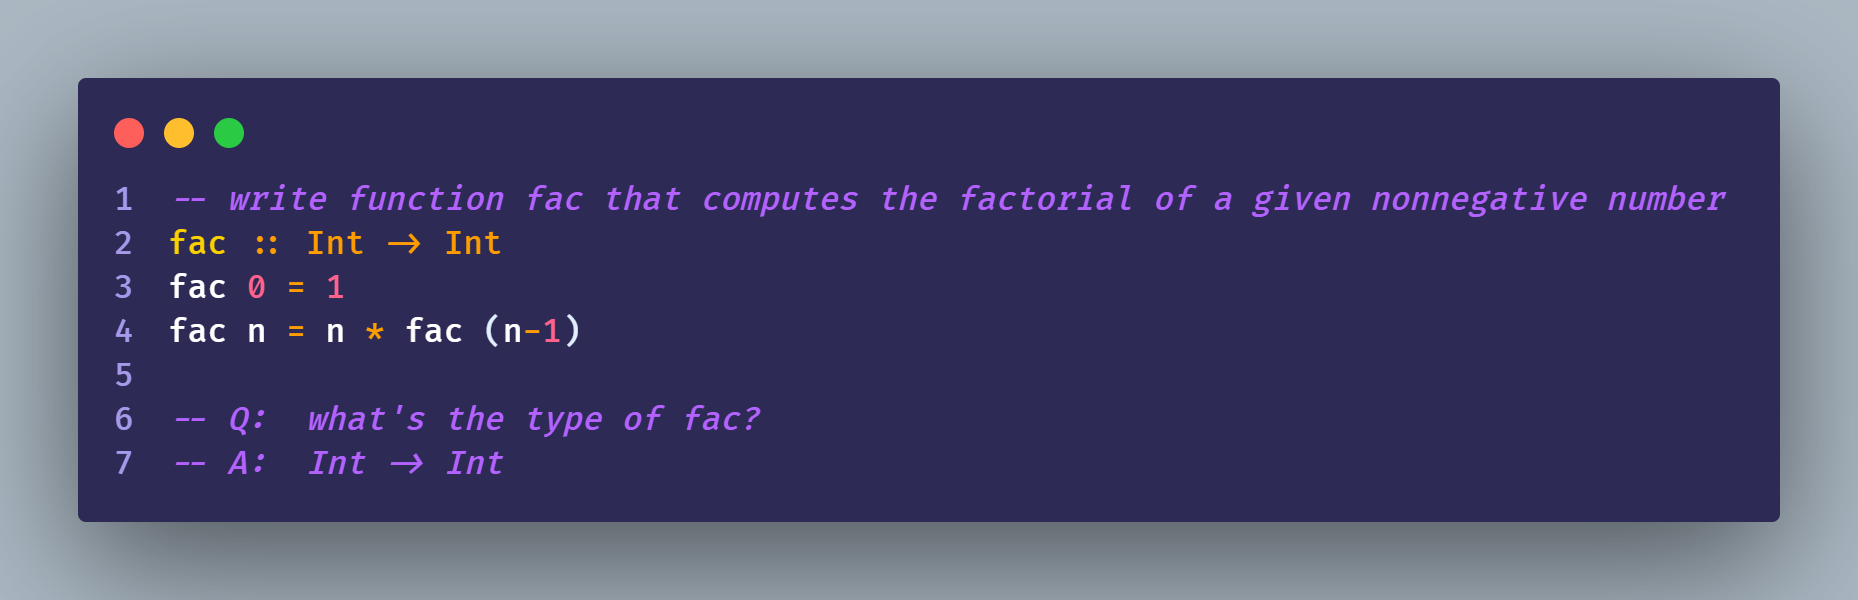 1 -- write function fac that computes the factorial of a given nonnegative number
2 fac :: Int -> Int
3 fac 0 = 1
4 fac n = n * fac (n-1)
5
6 -- Q:  what's the type of fac?
7 -- A:  Int -> Int